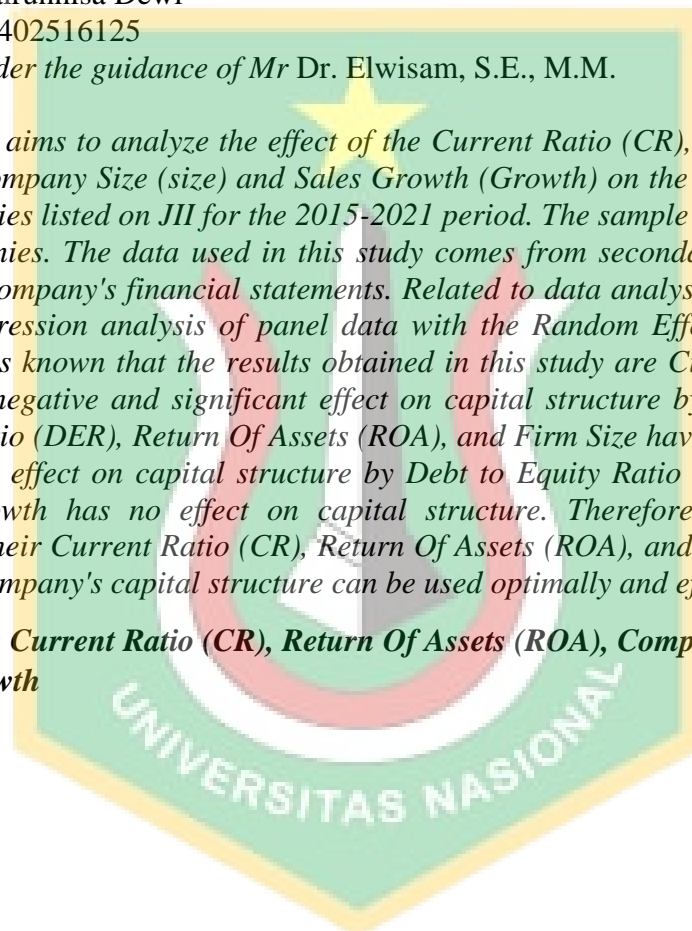 402516125
der the guidance of Mr Dr. Elwisam, S.E., M.M.
aims to analyze the effect of the Current Ratio (CR),
ompany Size (size) and Sales Growth (Growth) on the
ies listed on JII for the 2015-2021 period. The sample
nies. The data used in this study comes from seconda
ompany's financial statements. Related to data analys
ression analysis of panel data with the Random Effe
s known that the results obtained in this study are C
negative and significant effect on capital structure b
io (DER), Return Of Assets (ROA), and Firm Size hav
effect on capital structure by Debt to Equity Ratio
wth has no effect on capital structure. Therefore
heir Current Ratio (CR), Return Of Assets (ROA), and
ompany's capital structure can be used optimally and ef
Current Ratio (CR), Return Of Assets (ROA), Comp
wth
UNIVERSITAS NASIONAL